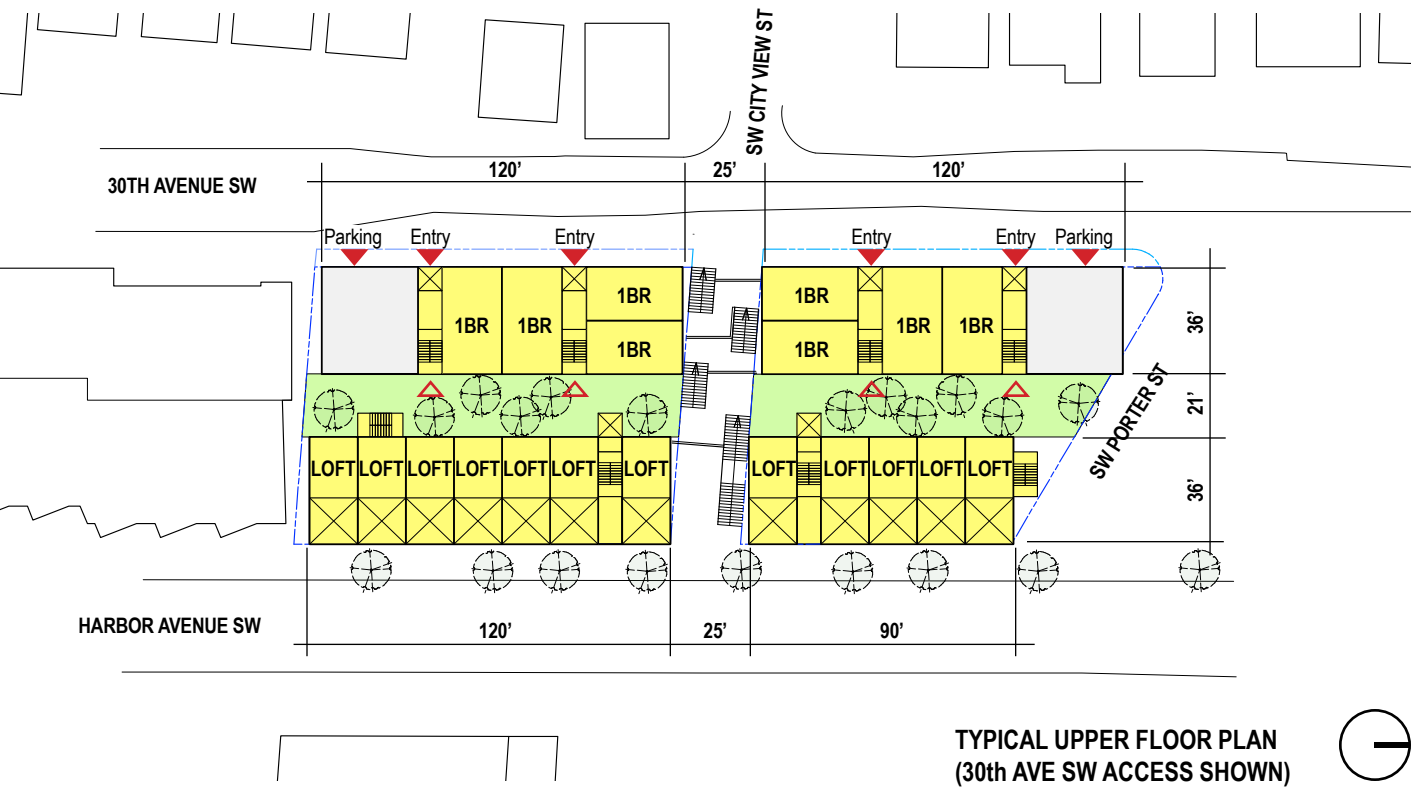 SW CITY VIEW ST
120'
25'
120'
30TH AVENUE SW
Parking
Entry
Entry
Entry
Entry
Parking
1BR
1BR
1BR
1BR
1BR
1BR
1BR
1BR
36'
21'
36'
SW PORTER ST
LOFT
LOFT
LOFT
LOFT
LOFT
LOFT
LOFT
LOFT
LOFT
LOFT
LOFT
LOFT
HARBOR AVENUE SW
120'
25'
90'
TYPICAL UPPER FLOOR PLAN
(30th AVE SW ACCESS SHOWN)